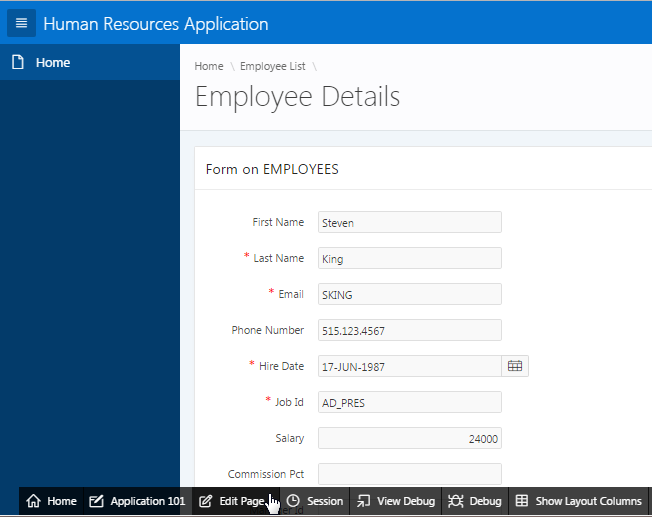 Human Resources Application
Home
Home \ Employee List \
Employee Details
Form on EMPLOYEES
First Name Steven
* Last Name King
* Email SKING
Phone Number 515.123.4567
* Hire Date 17-JUN-1987
* Job Id AD_PRES
Salary 24000
Commission Pct
Home Application 101 Edit Page Session View Debug Debug Show Layout Columns